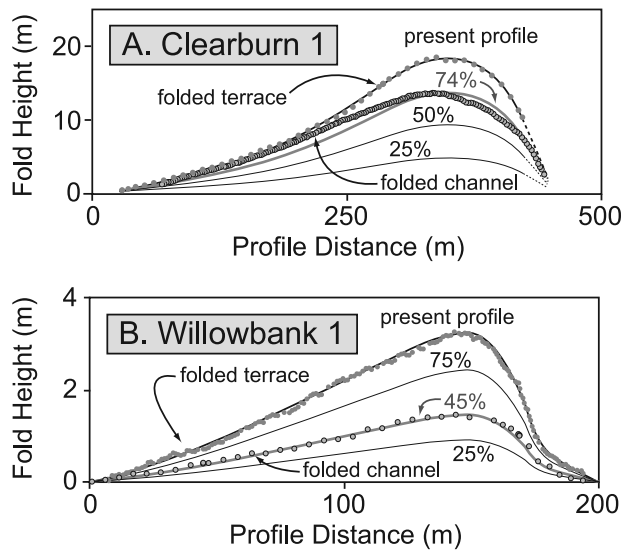 A. Clearburn 1
present profile
folded terrace
74%
50%
25%
folded channel
Fold Height (m)
20
10
0
0
250
500
Profile Distance (m)
B. Willowbank 1
present profile
folded terrace
75%
45%
25%
folded channel
Fold Height (m)
4
2
0
0
100
200
Profile Distance (m)